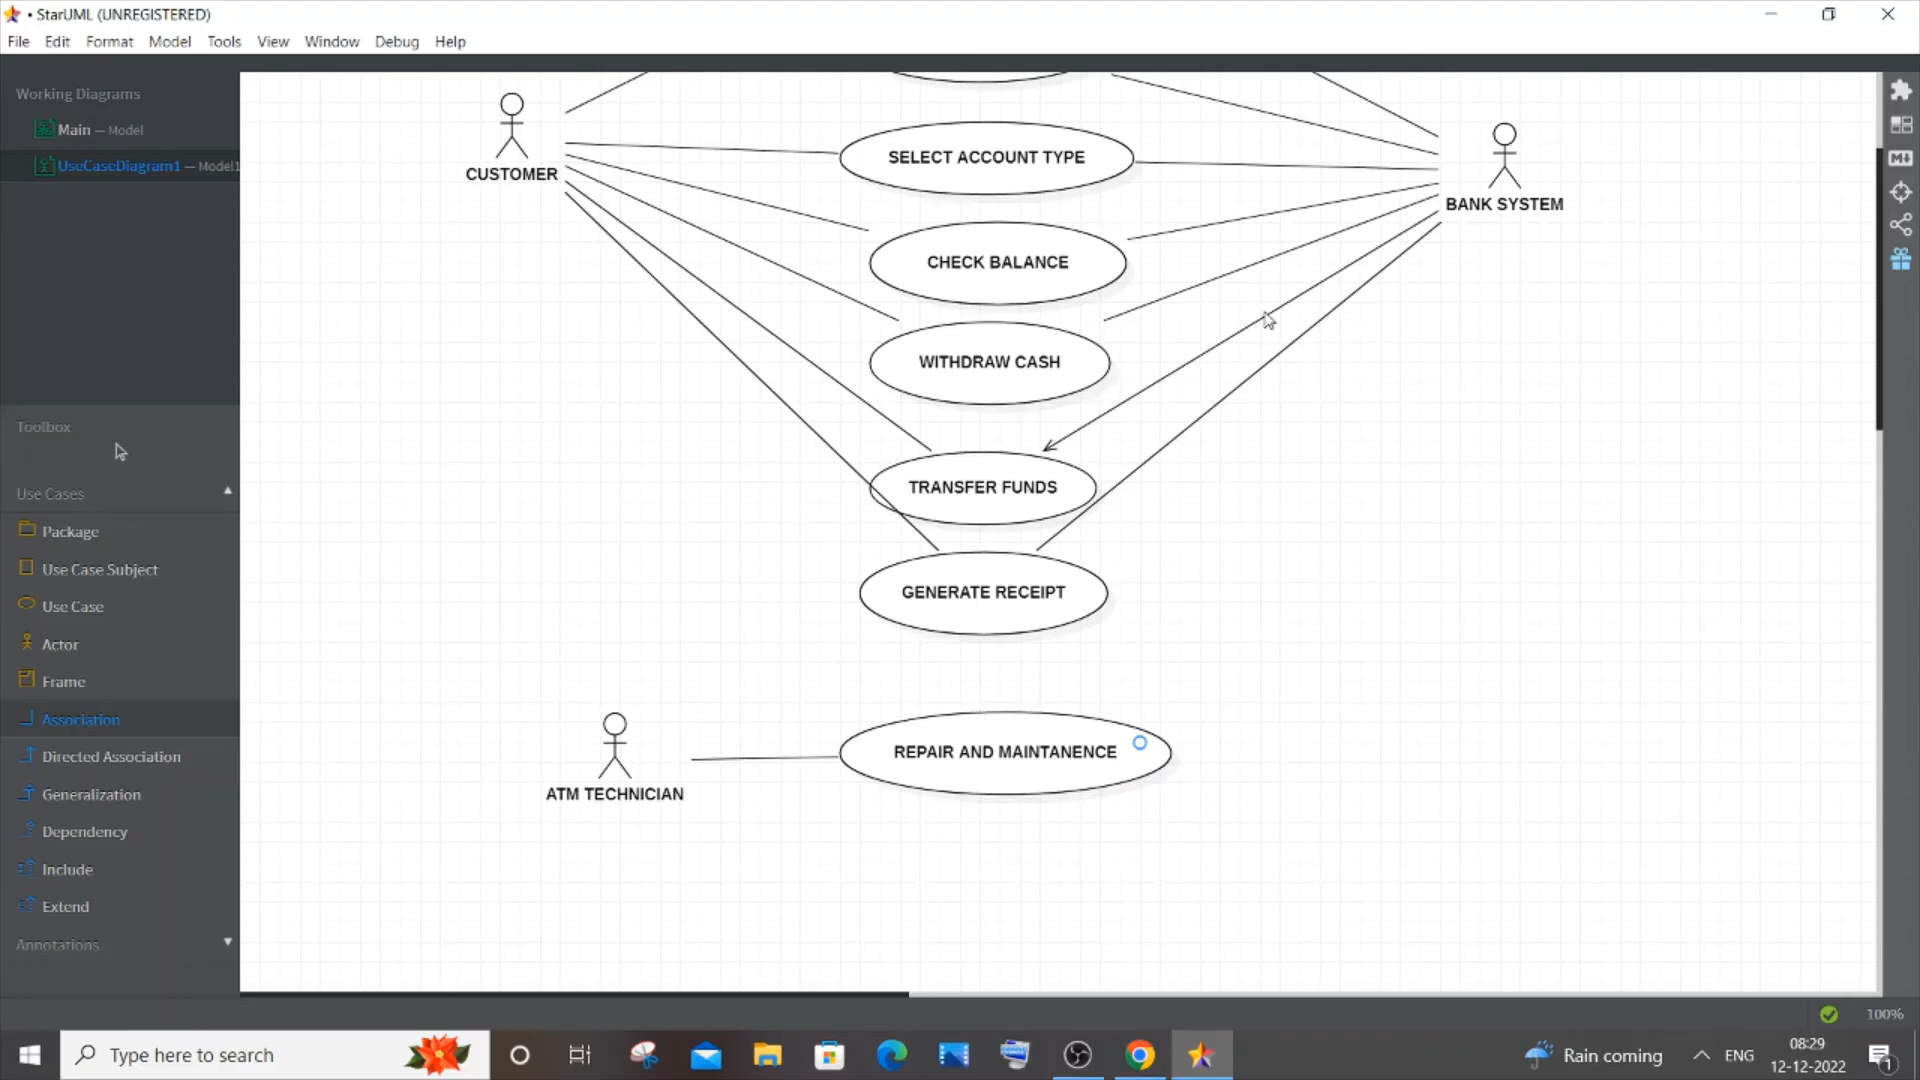 • StarUML (UNREGISTERED)
File Edit Format Model Tools View Window Debug Help
Working Diagrams
Main — Model
UseCaseDiagram1 — Model1
Toolbox
Use Cases
Package
Use Case Subject
Use Case
Actor
Frame
Association
Directed Association
Generalization
Dependency
Include
Extend
Annotations
CUSTOMER
SELECT ACCOUNT TYPE
BANK SYSTEM
CHECK BALANCE
WITHDRAW CASH
TRANSFER FUNDS
GENERATE RECEIPT
REPAIR AND MAINTANENCE
ATM TECHNICIAN
M
100%
Type here to search
Rain coming
ENG
08:29
12-12-2022
1